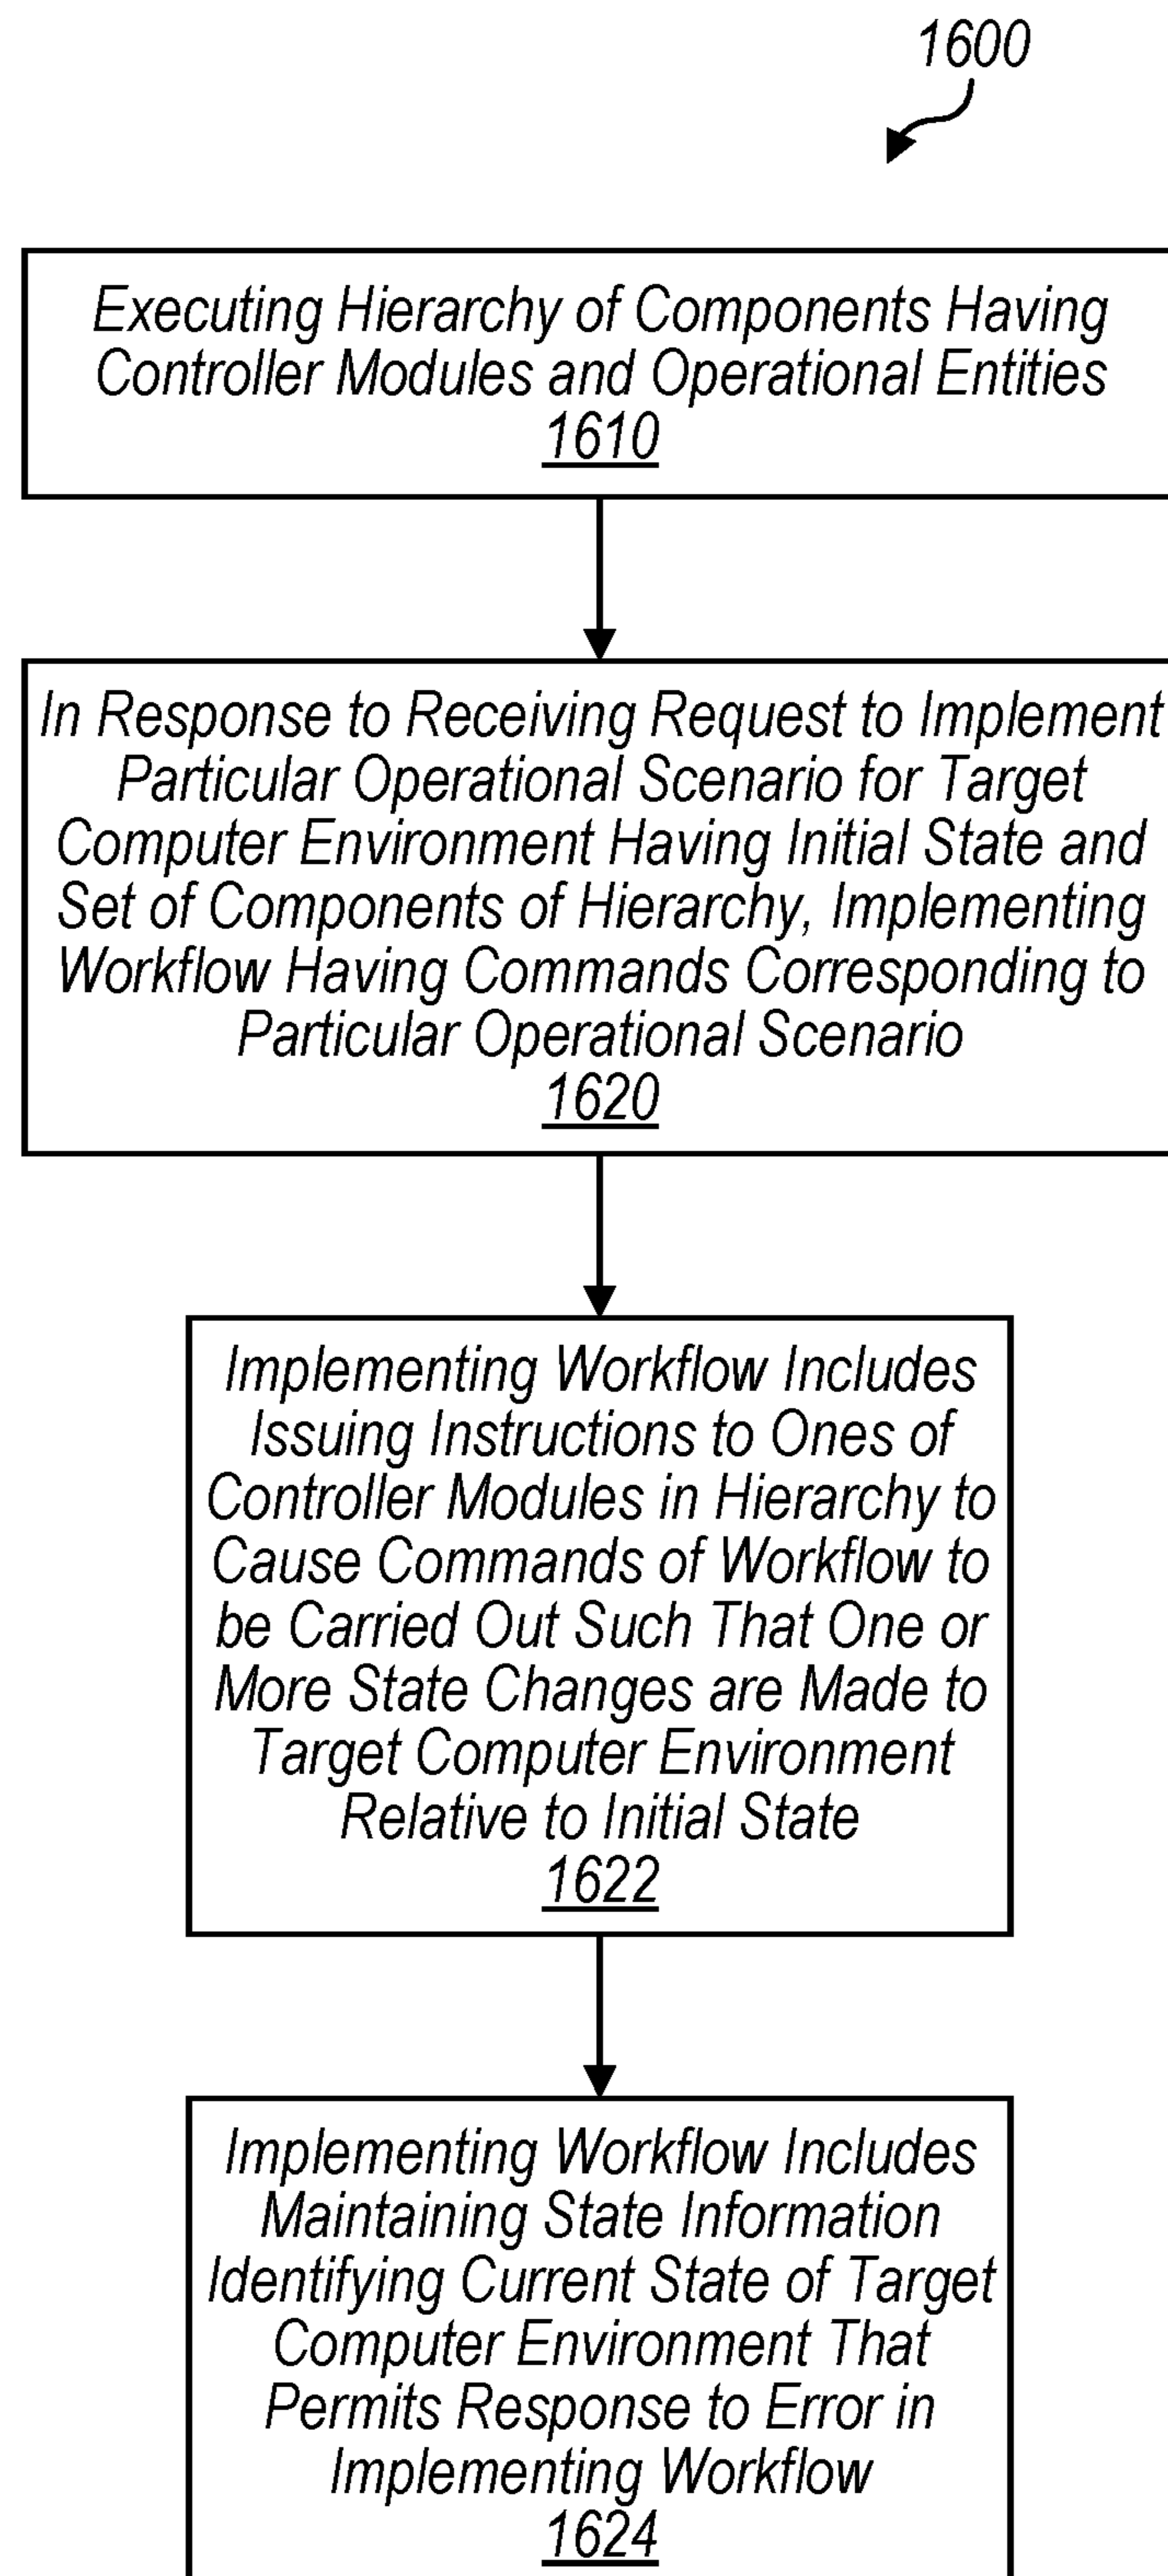 1600
Executing Hierarchy of Components Having
Controller Modules and Operational Entities
1610
In Response to Receiving Request to Implement
Particular Operational Scenario for Target
Computer Environment Having Initial State and
Set of Components of Hierarchy, Implementing
Workflow Having Commands Corresponding to
Particular Operational Scenario
1620
Implementing Workflow Includes
Issuing Instructions to Ones of
Controller Modules in Hierarchy to
Cause Commands of Workflow to
be Carried Out Such That One or
More State Changes are Made to
Target Computer Environment
Relative to Initial State
1622
Implementing Workflow Includes
Maintaining State Information
Identifying Current State of Target
Computer Environment That
Permits Response to Error in
Implementing Workflow
1624